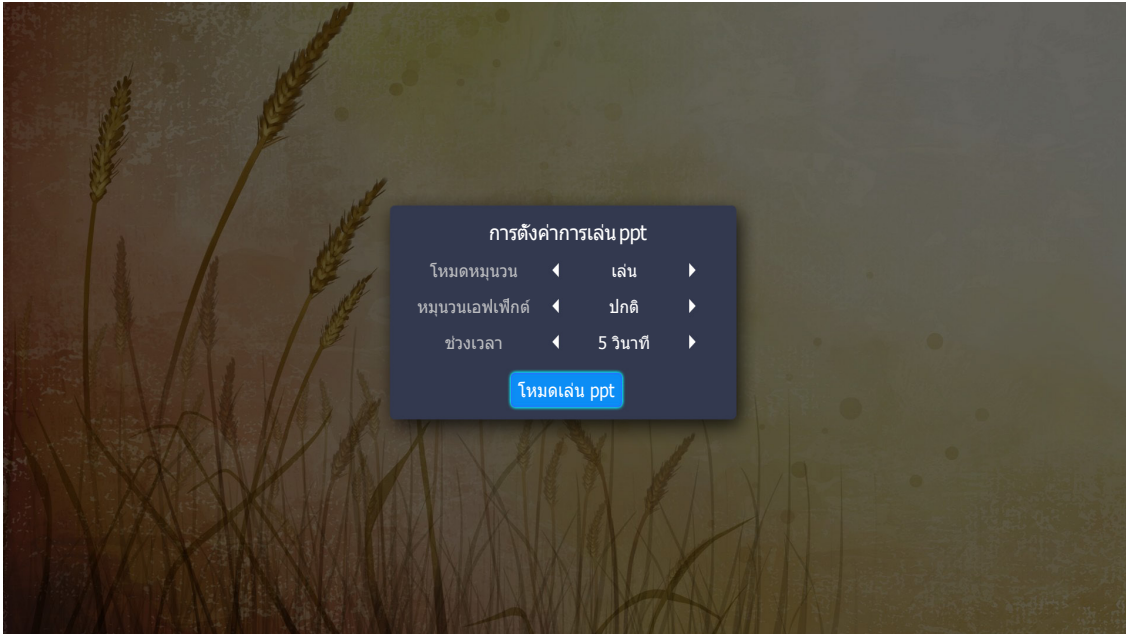 การตั้งค่าการเล่น ppt
โหมดหมุนวน เล่น
หมุนวนเอฟเฟ็กต์ ปกติ
ช่วงเวลา 5 วินาที
โหมดเล่น ppt